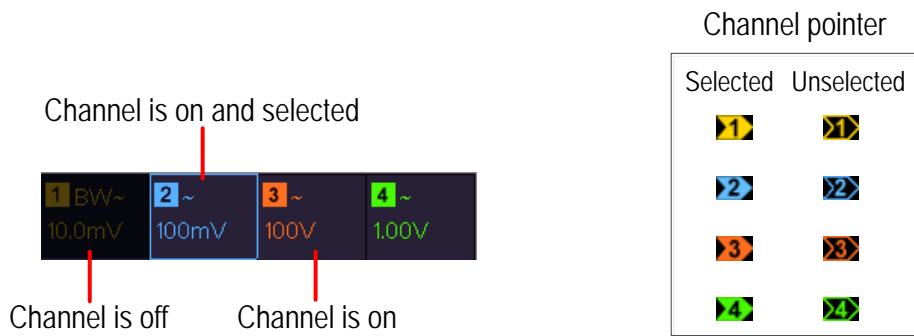 Channel pointer
Selected Unselected
Channel is on and selected
1 1
1 BW~ 2 ~ 3 ~ 4 ~
2 2
10.0mV 100mV 100V 1.00V
3 3
Channel is off Channel is on
4 4